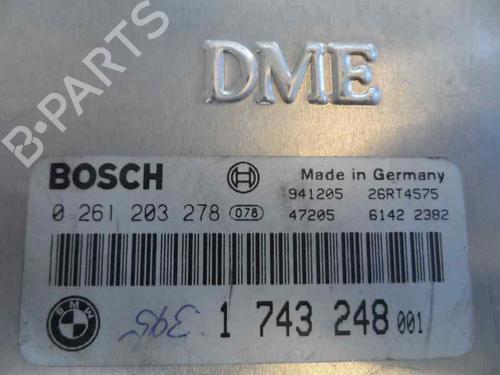 DME
B-PARTS
BOSCH
Made in Germany
941205 26RT4575
0 261 203 278 078
47205 6142 2382
BMW
395 1 743 248 001